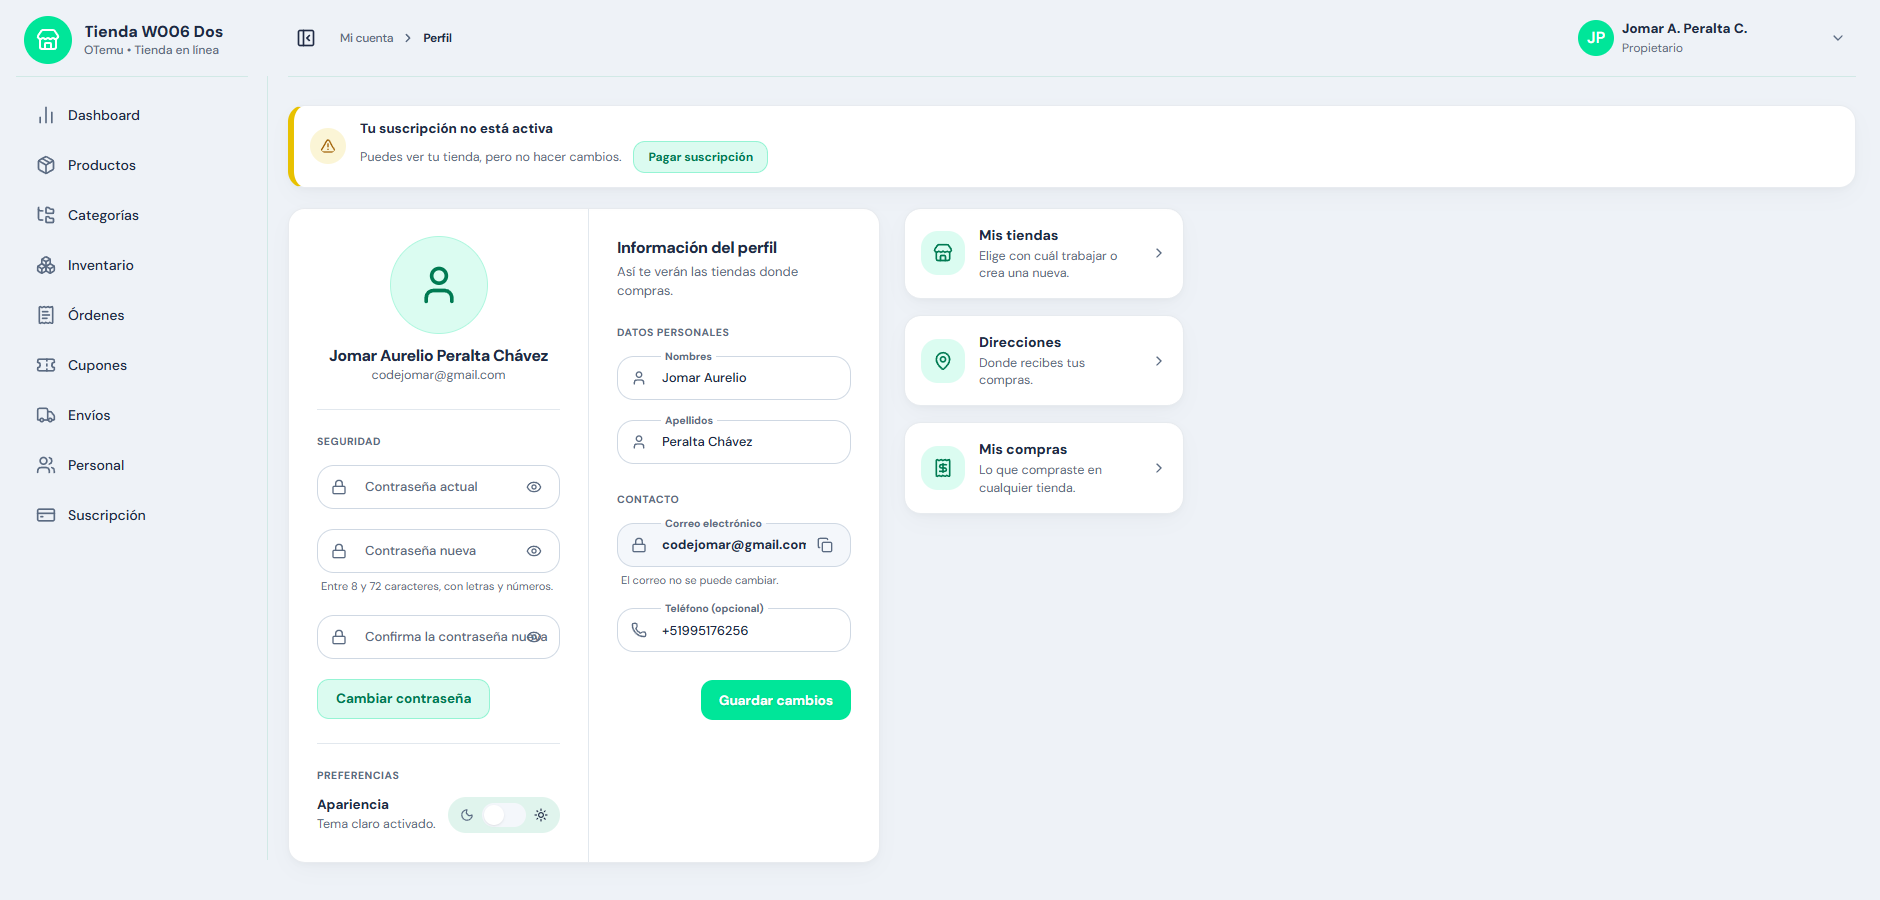 Tienda W006 Dos
OTemu • Tienda en línea
Mi cuenta
Perfil
JP
Jomar A. Peralta C.
Propietario
Dashboard
Productos
Categorías
Inventario
Órdenes
Cupones
Envíos
Personal
Suscripción
Tu suscripción no está activa
Puedes ver tu tienda, pero no hacer cambios.
Pagar suscripción
Jomar Aurelio Peralta Chávez
codejomar@gmail.com
SEGURIDAD
Contraseña actual
Contraseña nueva
Entre 8 y 72 caracteres, con letras y números.
Confirma la contraseña nueva
Cambiar contraseña
PREFERENCIAS
Apariencia
Tema claro activado.
Información del perfil
Así te verán las tiendas donde
compras.
DATOS PERSONALES
Nombres
Jomar Aurelio
Apellidos
Peralta Chávez
CONTACTO
Correo electrónico
codejomar@gmail.com
El correo no se puede cambiar.
Teléfono (opcional)
+51995176256
Guardar cambios
Mis tiendas
Elige con cuál trabajar o
crea una nueva.
Direcciones
Donde recibes tus
compras.
Mis compras
Lo que compraste en
cualquier tienda.